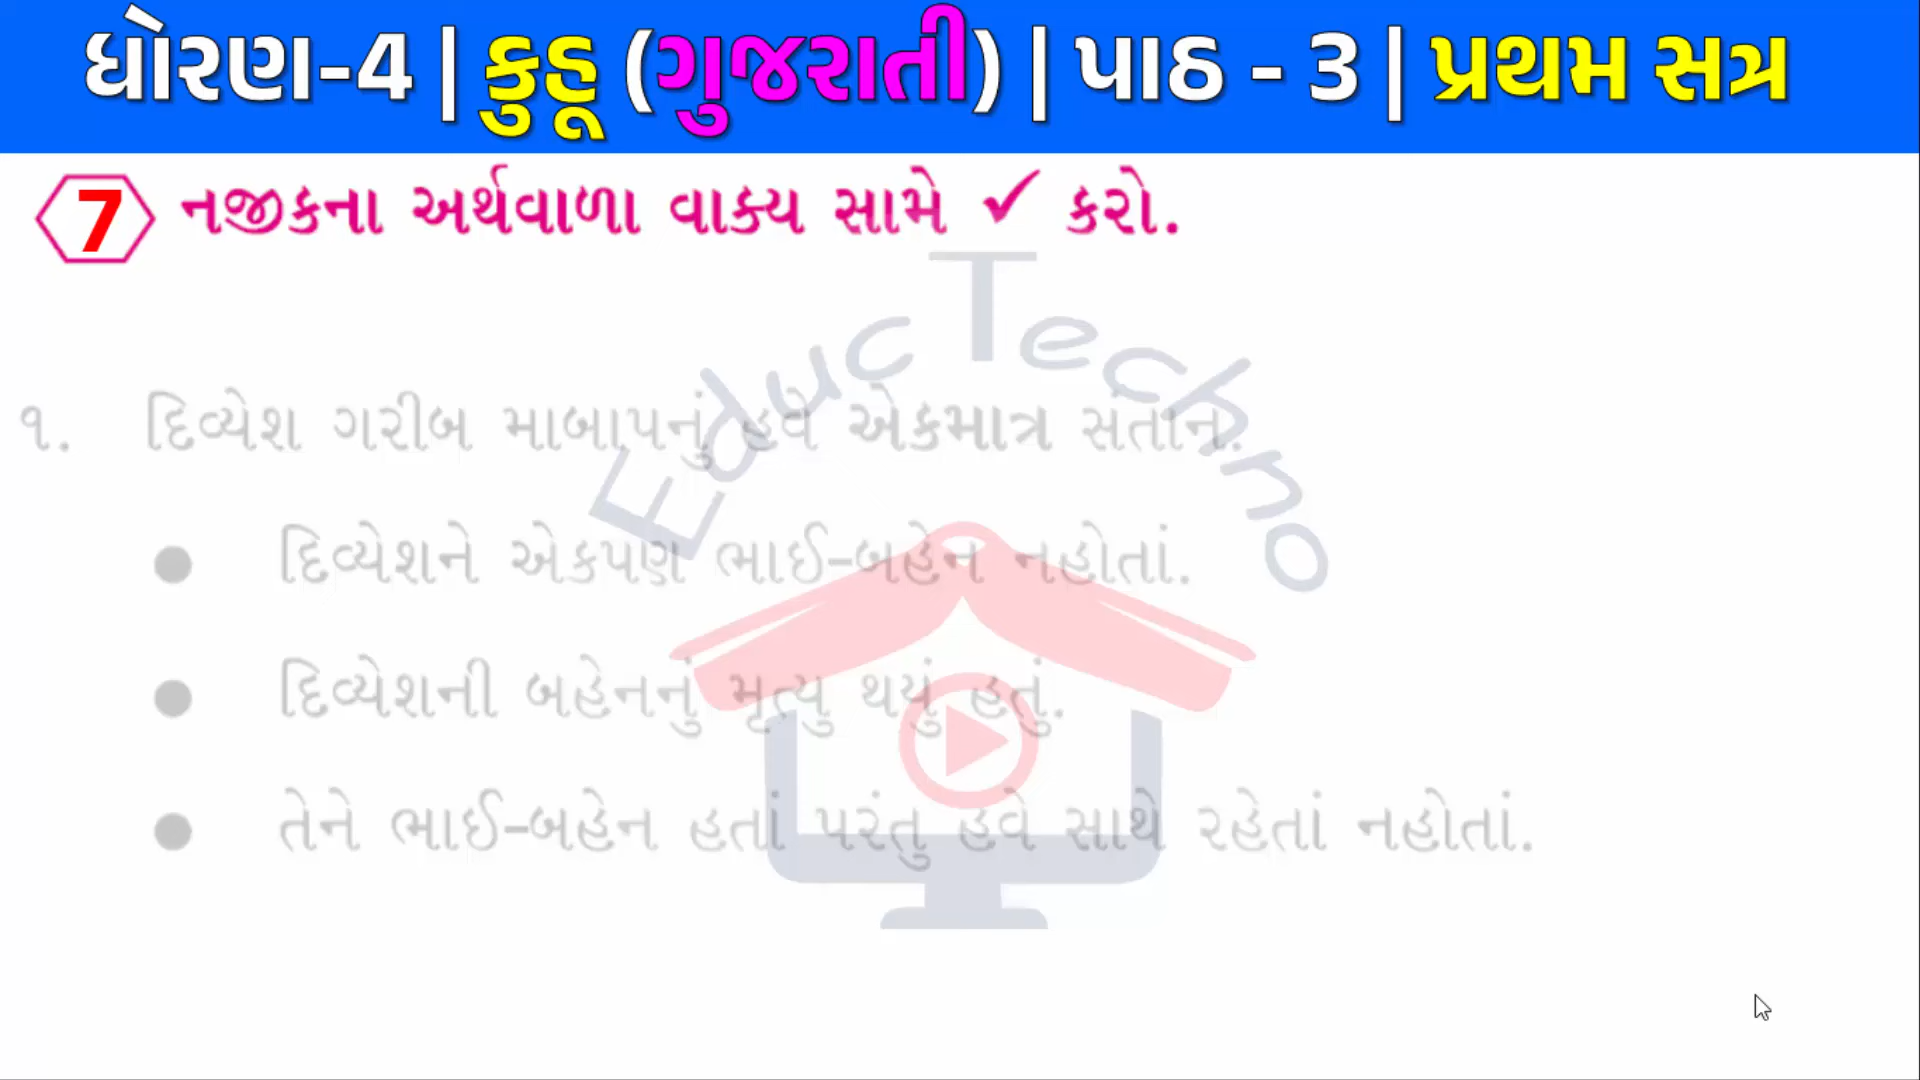 ધોરણ-4 | કુહૂ (ગુજરાતી) | પાઠ - 3 | પ્રથમ સત્ર
7 નજીકના અર્થવાળા વાક્ય સામે ✓ કરો.
EducTechno
૧. દિવ્યેશ ગરીબ માબાપનું હવે એકમાત્ર સંતાન.
● દિવ્યેશને એકપણ ભાઈ-બહેન નહોતાં.
● દિવ્યેશની બહેનનું મૃત્યુ થયું હતું.
● તેને ભાઈ-બહેન હતાં પરંતુ હવે સાથે રહેતાં નહોતાં.